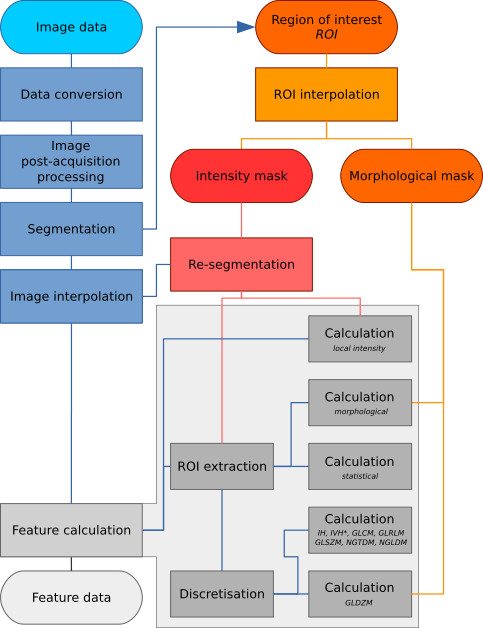 Image data
Data conversion
Image
post-acquisition
processing
Segmentation
Image interpolation
Feature calculation
Feature data
Region of interest
ROI
ROI interpolation
Intensity mask
Morphological mask
Re-segmentation
Calculation
local intensity
Calculation
morphological
ROI extraction
Calculation
statistical
Calculation
IH, IVH*, GLCM, GLRLM
GLSZM, NGTDM, NGLDM
Discretisation
Calculation
GLDZM